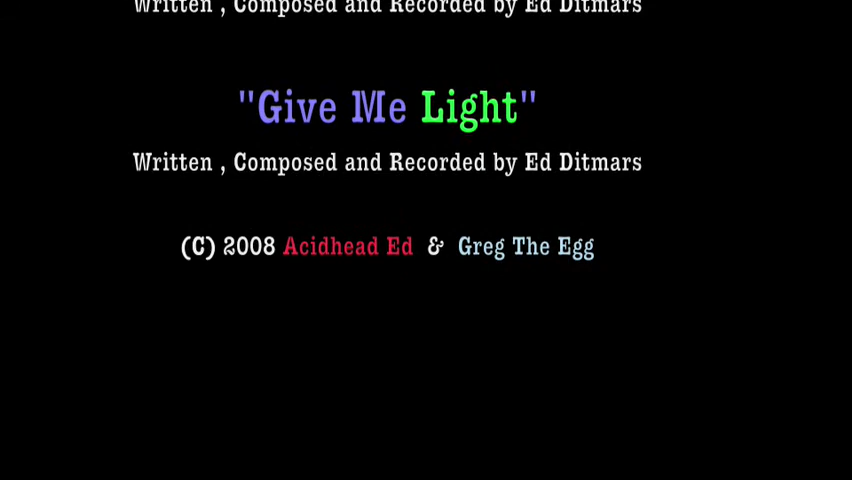 Written , Composed and Recorded by Ed Ditmars
"Give Me Light"
Written , Composed and Recorded by Ed Ditmars
(C) 2008 Acidhead Ed & Greg The Egg